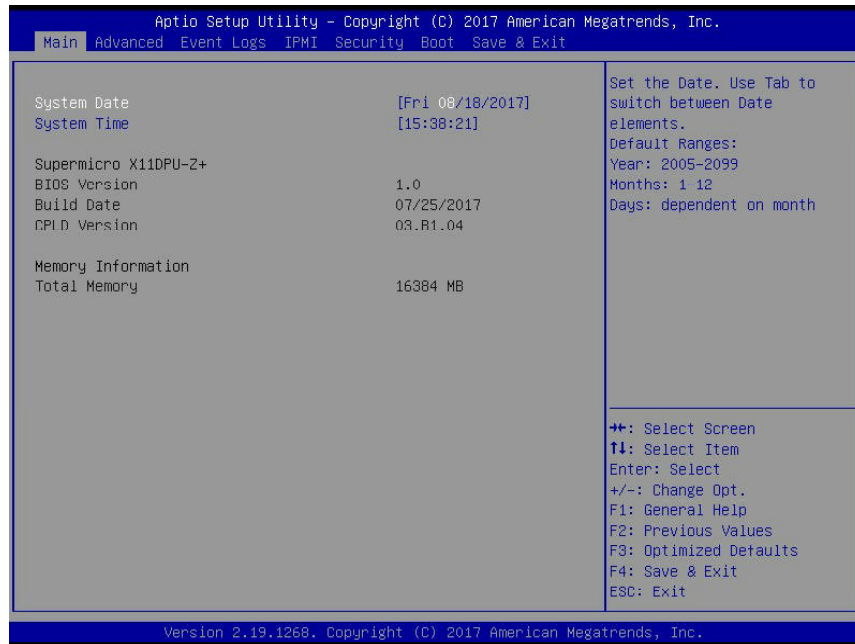 Aptio Setup Utility – Copyright (C) 2017 American Megatrends, Inc.
Main Advanced Event Logs IPMI Security Boot Save & Exit
System Date [Fri 08/18/2017]
System Time [15:38:21]
Supermicro X11DPU-Z+
BIOS Version 1.0
Build Date 07/25/2017
CPLD Version 03.B1.04
Memory Information
Total Memory 16384 MB
Set the Date. Use Tab to
switch between Date
elements.
Default Ranges:
Year: 2005-2099
Months: 1-12
Days: dependent on month
→←: Select Screen
↑↓: Select Item
Enter: Select
+/-: Change Opt.
F1: General Help
F2: Previous Values
F3: Optimized Defaults
F4: Save & Exit
ESC: Exit
Version 2.19.1268. Copyright (C) 2017 American Megatrends, Inc.